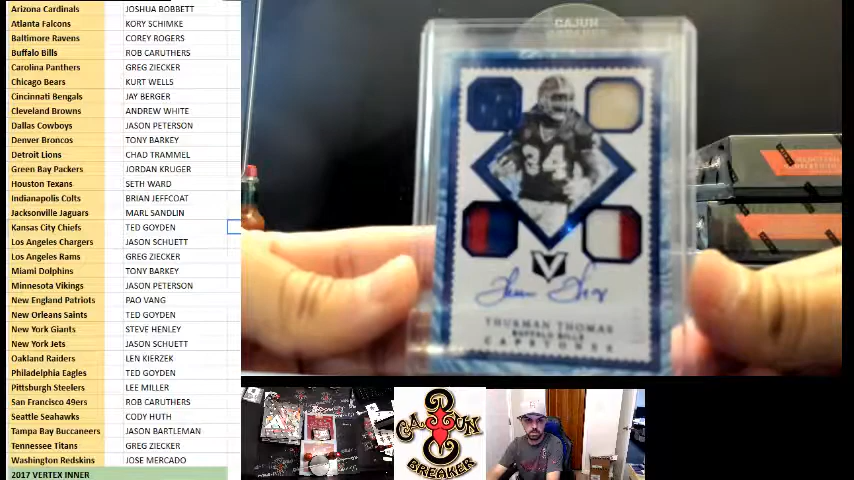 Arizona Cardinals JOSHUA BOBBETT
Atlanta Falcons KORY SCHIMKE
Baltimore Ravens COREY ROGERS
Buffalo Bills ROB CARUTHERS
Carolina Panthers GREG ZIECKER
Chicago Bears KURT WELLS
Cincinnati Bengals JAY BERGER
Cleveland Browns ANDREW WHITE
Dallas Cowboys JASON PETERSON
Denver Broncos TONY BARKEY
Detroit Lions CHAD TRAMMEL
Green Bay Packers JORDAN KRUGER
Houston Texans SETH WARD
Indianapolis Colts BRIAN JEFFCOAT
Jacksonville Jaguars MARL SANDLIN
Kansas City Chiefs TED GOYDEN
Los Angeles Chargers JASON SCHUETT
Los Angeles Rams GREG ZIECKER
Miami Dolphins TONY BARKEY
Minnesota Vikings JASON PETERSON
New England Patriots PAO VANG
New Orleans Saints TED GOYDEN
New York Giants STEVE HENLEY
New York Jets JASON SCHUETT
Oakland Raiders LEN KIERZEK
Philadelphia Eagles TED GOYDEN
Pittsburgh Steelers LEE MILLER
San Francisco 49ers ROB CARUTHERS
Seattle Seahawks CODY HUTH
Tampa Bay Buccaneers JASON BARTLEMAN
Tennessee Titans GREG ZIECKER
Washington Redskins JOSE MERCADO
2017 VERTEX INNER
CAJUN
BREAKER
34
V
THURMAN THOMAS
BUFFALO BILLS
CAPSTONES
CAJUN
BREAKER